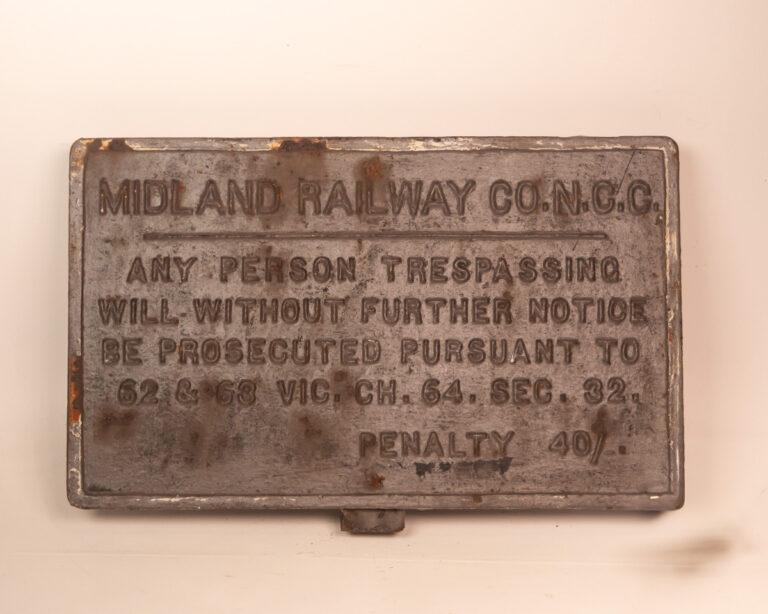 MIDLAND RAILWAY CO. N.C.C.
ANY PERSON TRESPASSING
WILL WITHOUT FURTHER NOTICE
BE PROSECUTED PURSUANT TO
62 & 63 VIC. CH. 64. SEC. 32.
PENALTY 40/-.